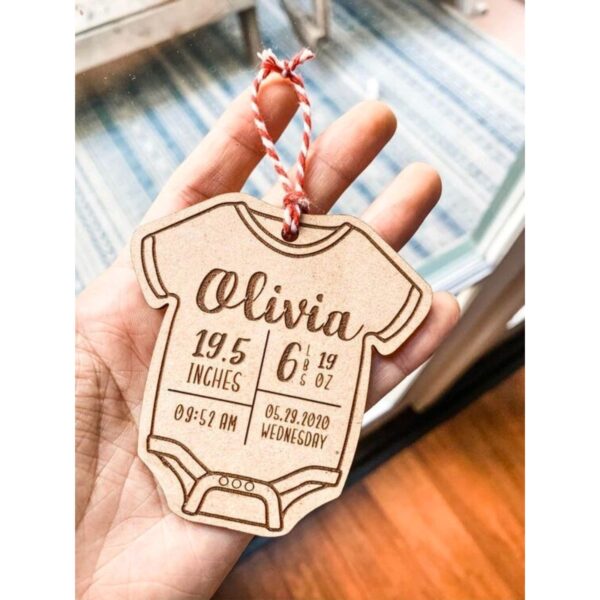 Olivia
19.5
INCHES
6 LBS 19 OZ
09:52 AM
05.29.2020
WEDNESDAY